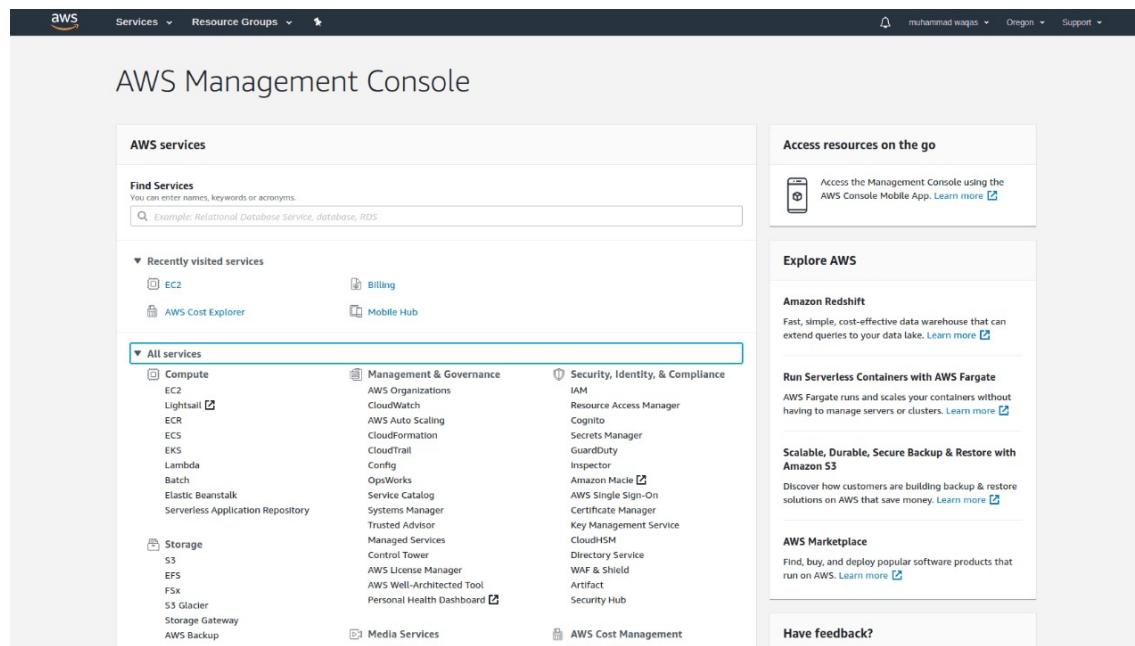 aws
Services
Resource Groups
muhammad waqas
Oregon
Support
AWS Management Console
AWS services
Find Services
You can enter names, keywords or acronyms.
Example: Relational Database Service, database, RDS
Recently visited services
EC2
Billing
AWS Cost Explorer
Mobile Hub
All services
Compute
EC2
Lightsail
ECR
ECS
EKS
Lambda
Batch
Elastic Beanstalk
Serverless Application Repository
Storage
S3
EFS
FSx
S3 Glacier
Storage Gateway
AWS Backup
Management & Governance
AWS Organizations
CloudWatch
AWS Auto Scaling
CloudFormation
CloudTrail
Config
OpsWorks
Service Catalog
Systems Manager
Trusted Advisor
Managed Services
Control Tower
AWS License Manager
AWS Well-Architected Tool
Personal Health Dashboard
Media Services
Security, Identity, & Compliance
IAM
Resource Access Manager
Cognito
Secrets Manager
GuardDuty
Inspector
Amazon Macie
AWS Single Sign-On
Certificate Manager
Key Management Service
CloudHSM
Directory Service
WAF & Shield
Artifact
Security Hub
AWS Cost Management
Access resources on the go
Access the Management Console using the
AWS Console Mobile App. Learn more
Explore AWS
Amazon Redshift
Fast, simple, cost-effective data warehouse that can
extend queries to your data lake. Learn more
Run Serverless Containers with AWS Fargate
AWS Fargate runs and scales your containers without
having to manage servers or clusters. Learn more
Scalable, Durable, Secure Backup & Restore with
Amazon S3
Discover how customers are building backup & restore
solutions on AWS that save money. Learn more
AWS Marketplace
Find, buy, and deploy popular software products that
run on AWS. Learn more
Have feedback?